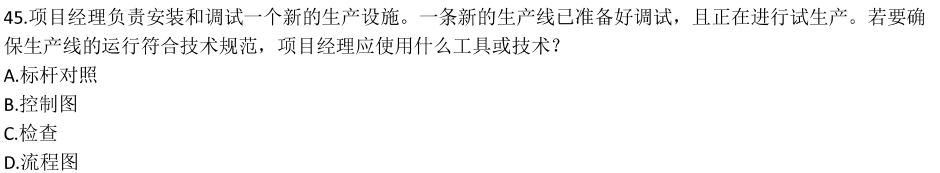 45.项目经理负责安装和调试一个新的生产设施。一条新的生产线已准备好调试，且正在进行试生产。若要确
保生产线的运行符合技术规范，项目经理应使用什么工具或技术？
A.标杆对照
B.控制图
C.检查
D.流程图